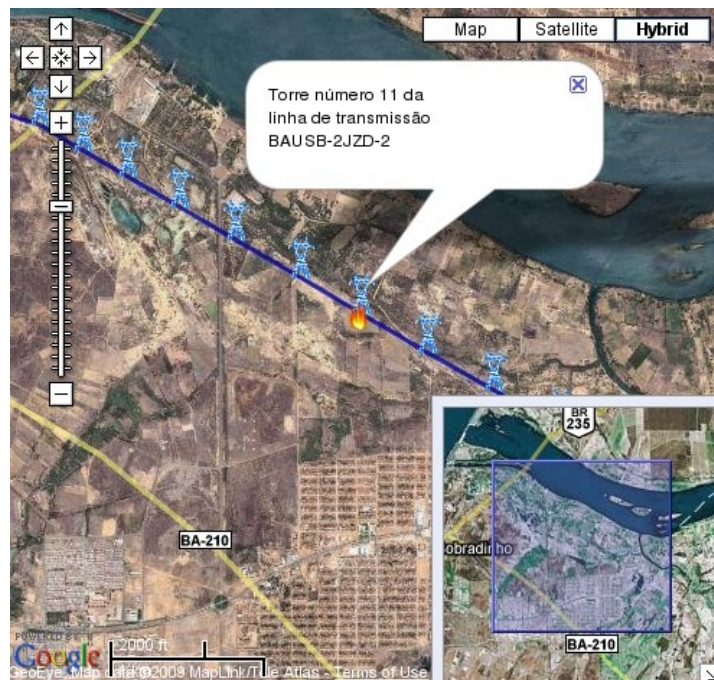 Map Satellite Hybrid
Torre número 11 da
linha de transmissão
BAUSB-2JZD-2
BR
235
obradinho
BA-210
BA-210
POWERED BY
Google
2000 ft
GeoEye, Map data ©2009 MapLink/Tele Atlas - Terms of Use